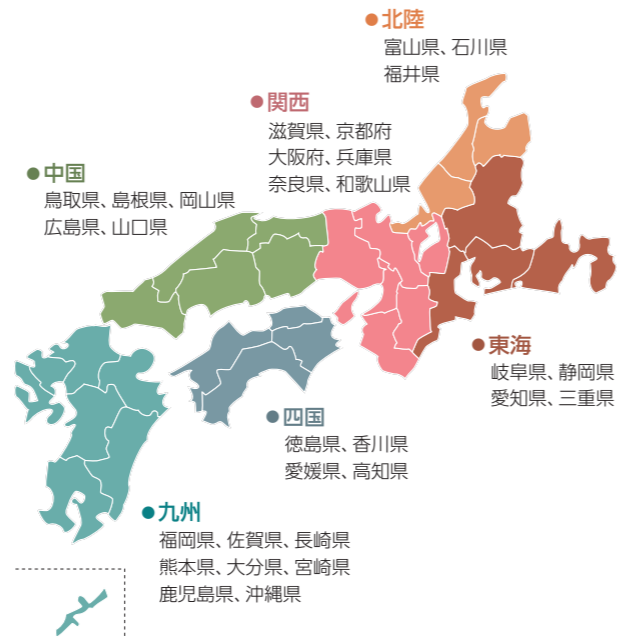 ●北陸
富山県、石川県
福井県
●関西
滋賀県、京都府
大阪府、兵庫県
奈良県、和歌山県
●中国
鳥取県、島根県、岡山県
広島県、山口県
●東海
岐阜県、静岡県
愛知県、三重県
●四国
徳島県、香川県
愛媛県、高知県
●九州
福岡県、佐賀県、長崎県
熊本県、大分県、宮崎県
鹿児島県、沖縄県